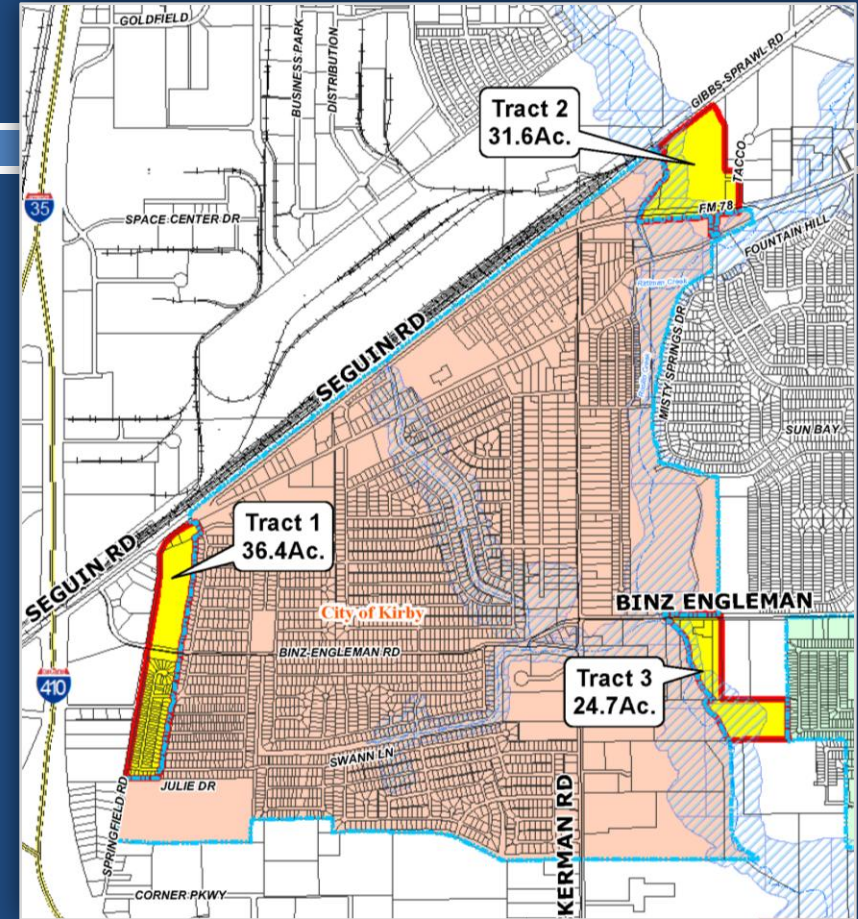 GOLDFIELD
BUSINESS PARK
DISTRIBUTION
GIBBS-SPRAWL RD
Tract 2
31.6Ac.
TACCO
35
SPACE CENTER DR
FM 78
FOUNTAIN HILL
SEGUIN RD
MISTY SPRINGS DR
SUN BAY
Tract 1
36.4Ac.
SEGUIN RD
City of Kirby
BINZ ENGLEMAN
BINZ-ENGLEMAN RD
410
Tract 3
24.7Ac.
SWANN LN
JULIE DR
SPRINGFIELD RD
KERMAN RD
CORNER PKWY